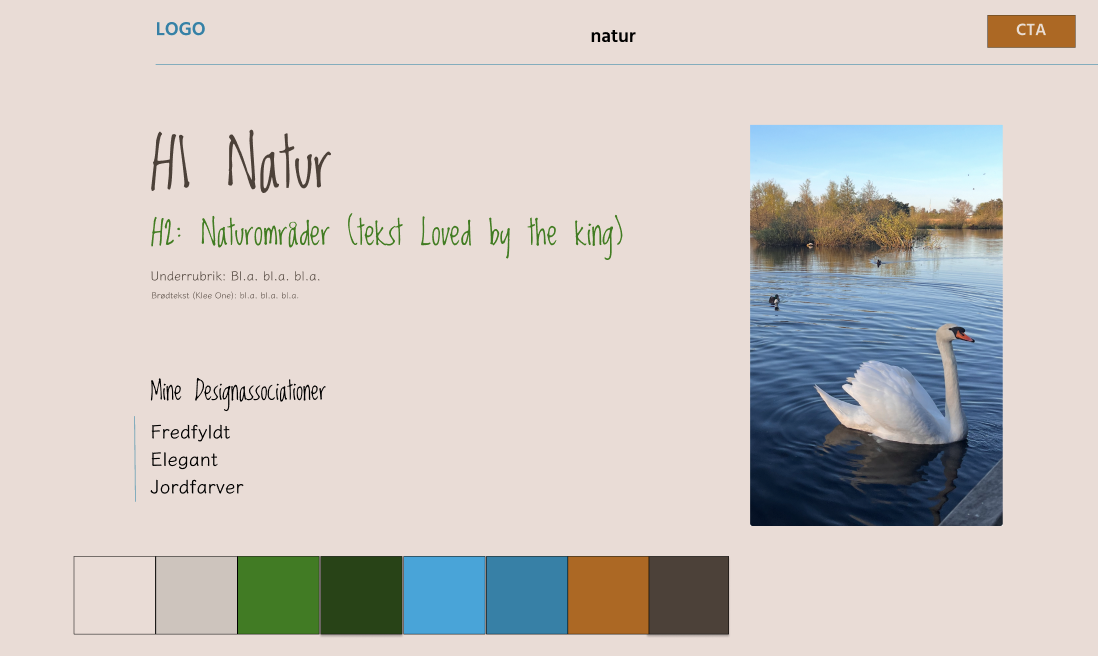 LOGO
natur
CTA
H1 Natur
H2: Naturområder (tekst Loved by the king)
Underrubrik: Bl.a. bl.a. bl.a.
Brødtekst (Klee One): bl.a. bl.a. bl.a.
Mine Designassociationer
Fredfyldt
Elegant
Jordfarver